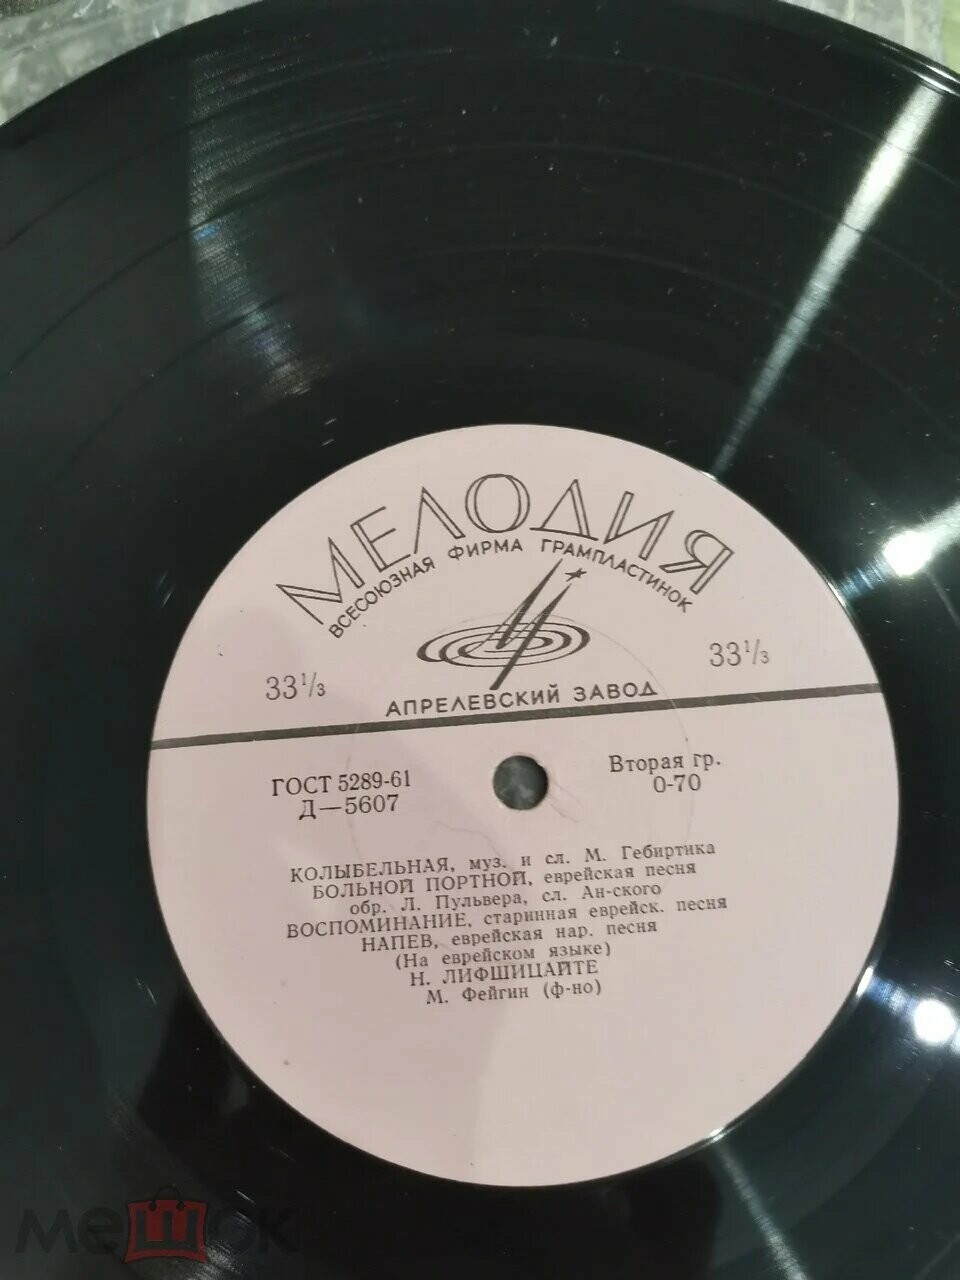 МЕЛОДИЯ
ВСЕСОЮЗНАЯ ФИРМА ГРАМПЛАСТИНОК
33⅓
33⅓
АПРЕЛЕВСКИЙ ЗАВОД
ГОСТ 5289-61
Д—5607
Вторая гр.
0-70
КОЛЫБЕЛЬНАЯ, муз. и сл. М. Гебиртика
БОЛЬНОЙ ПОРТНОЙ, еврейская песня
обр. Л. Пульвера, сл. Ан-ского
ВОСПОМИНАНИЕ, старинная еврейск. песня
НАПЕВ, еврейская нар. песня
(На еврейском языке)
Н. ЛИФШИЦАЙТЕ
М. Фейгин (ф-но)
мешок